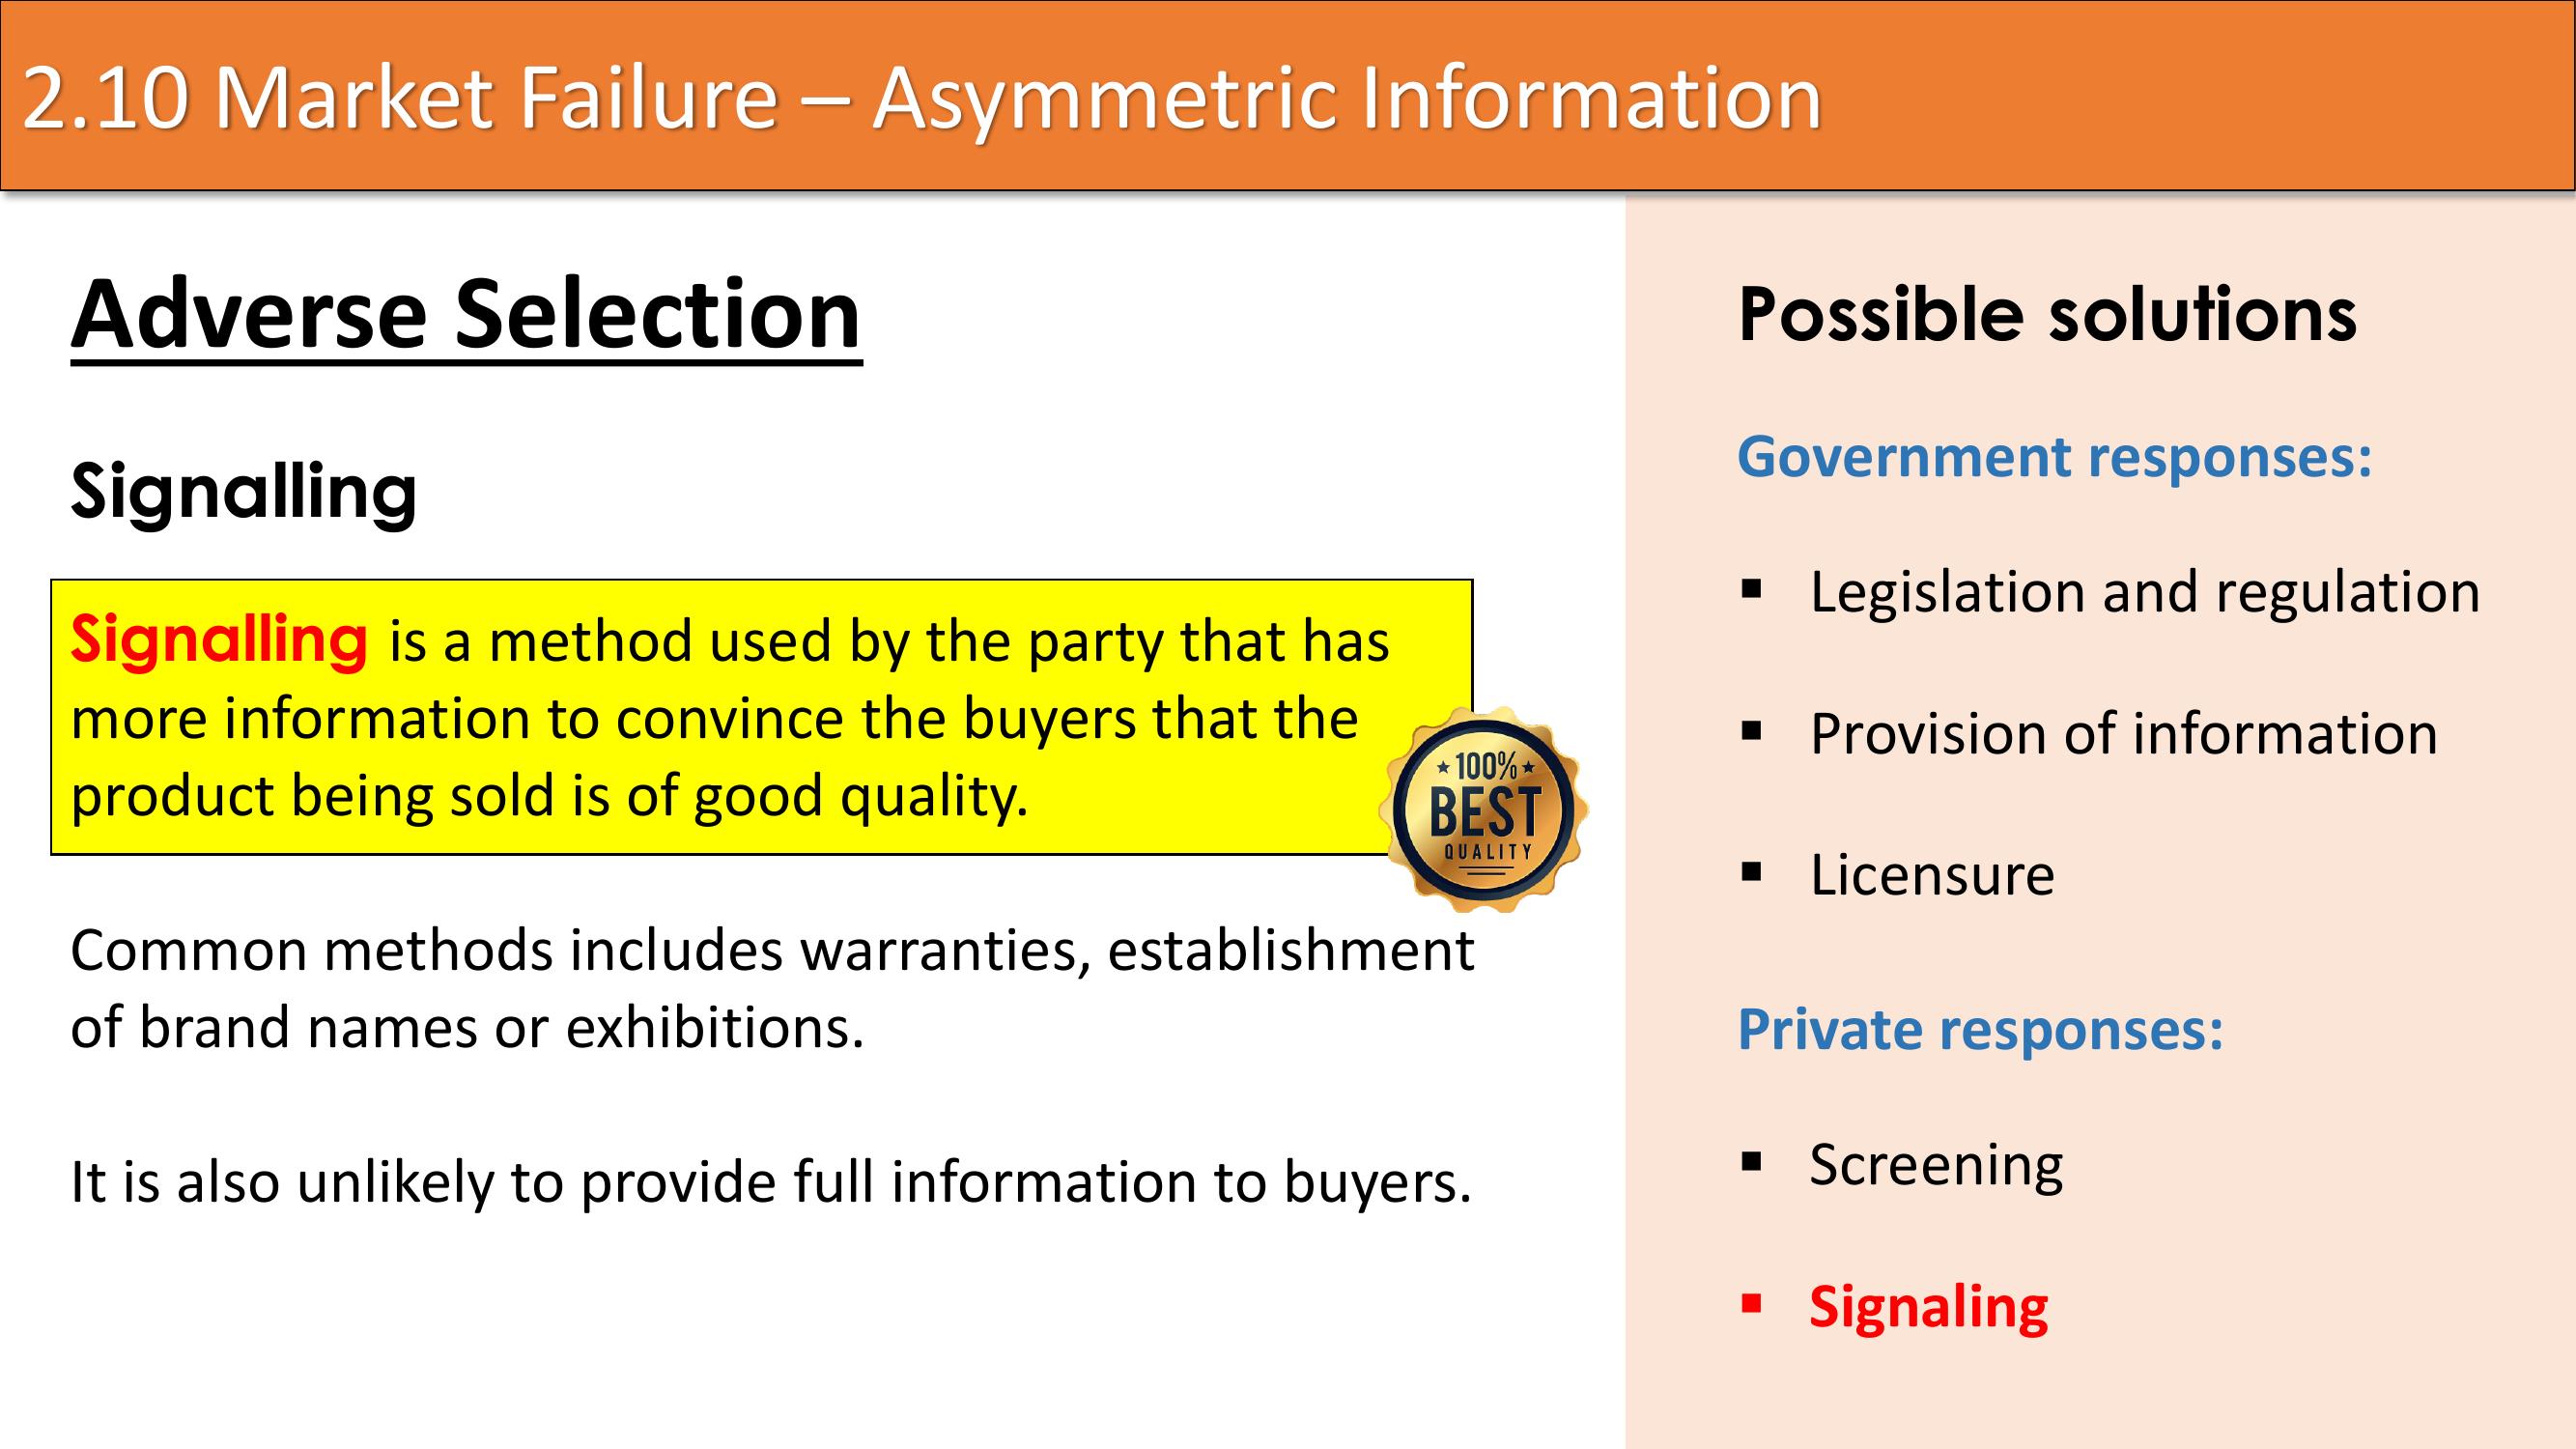 2.10 Market Failure – Asymmetric Information
Adverse Selection
Signalling
Signalling is a method used by the party that has
more information to convince the buyers that the
product being sold is of good quality.
100%
BEST
QUALITY
Common methods includes warranties, establishment
of brand names or exhibitions.
It is also unlikely to provide full information to buyers.
Possible solutions
Government responses:
▪ Legislation and regulation
▪ Provision of information
▪ Licensure
Private responses:
▪ Screening
▪ Signaling